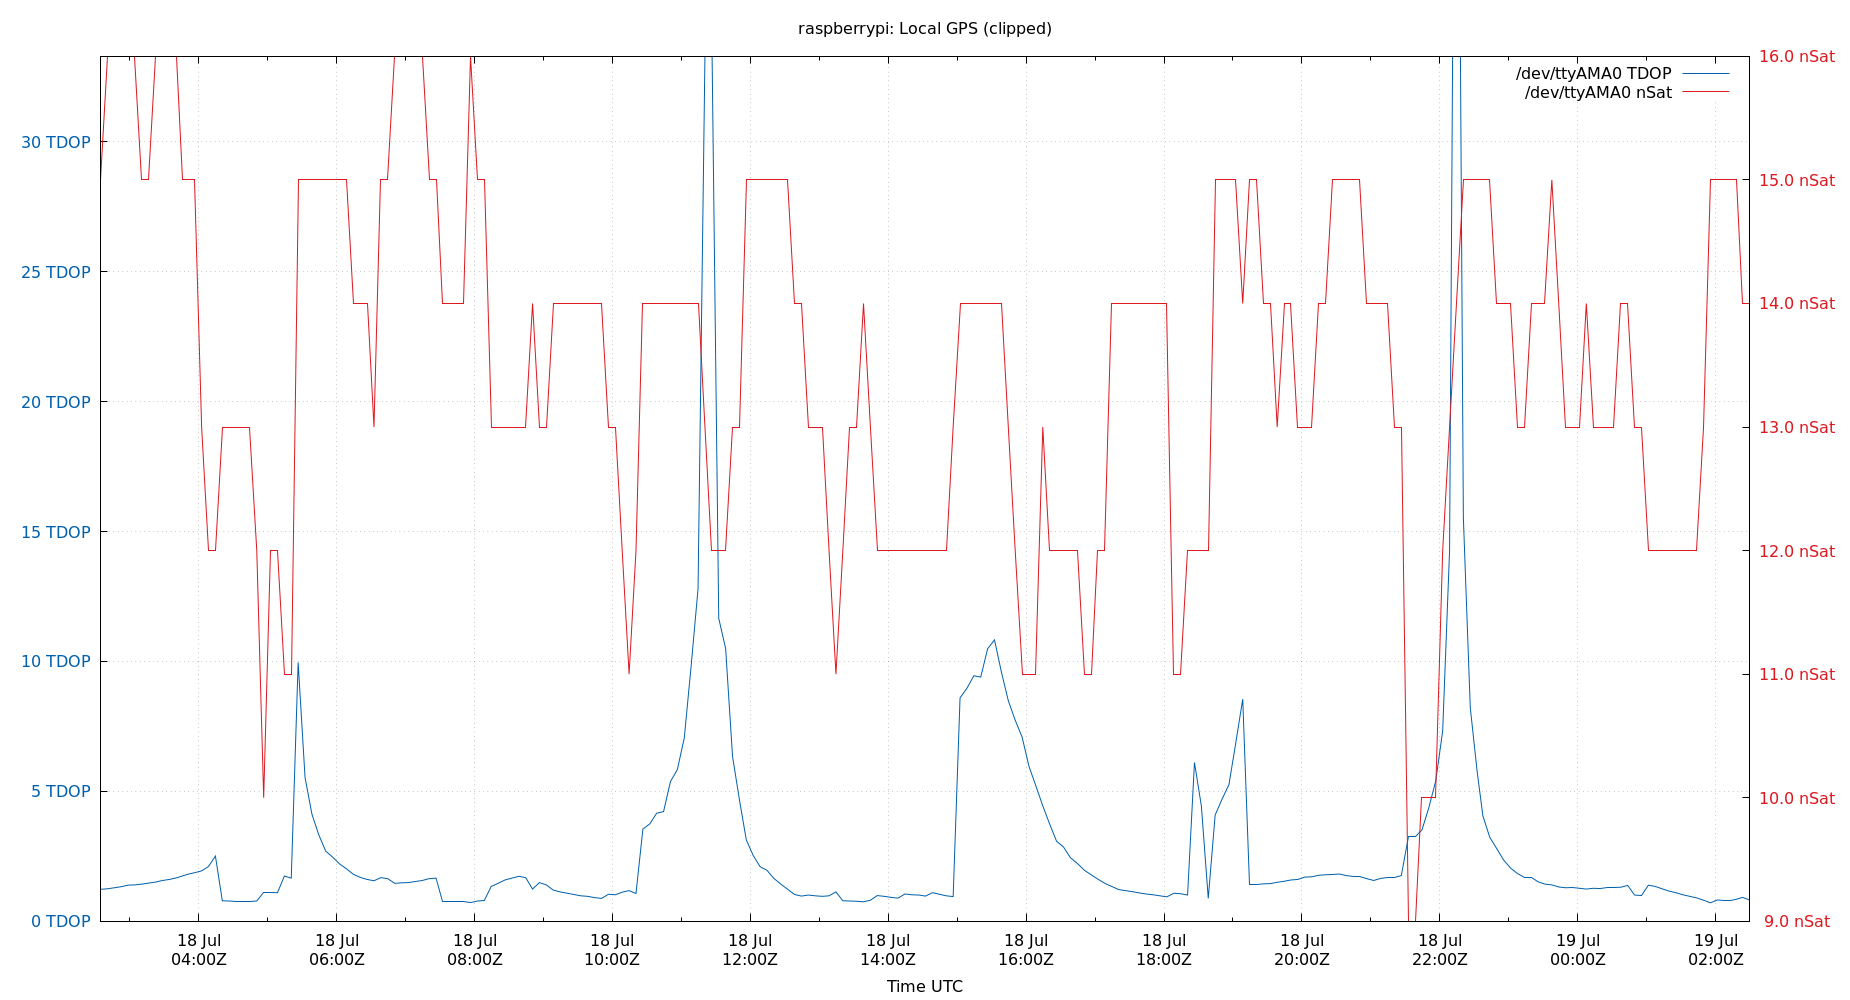 raspberrypi: Local GPS (clipped)
/dev/ttyAMA0 TDOP
/dev/ttyAMA0 nSat
30 TDOP
25 TDOP
20 TDOP
15 TDOP
10 TDOP
5 TDOP
0 TDOP
16.0 nSat
15.0 nSat
14.0 nSat
13.0 nSat
12.0 nSat
11.0 nSat
10.0 nSat
9.0 nSat
18 Jul
04:00Z
18 Jul
06:00Z
18 Jul
08:00Z
18 Jul
10:00Z
18 Jul
12:00Z
18 Jul
14:00Z
18 Jul
16:00Z
18 Jul
18:00Z
18 Jul
20:00Z
18 Jul
22:00Z
19 Jul
00:00Z
19 Jul
02:00Z
Time UTC